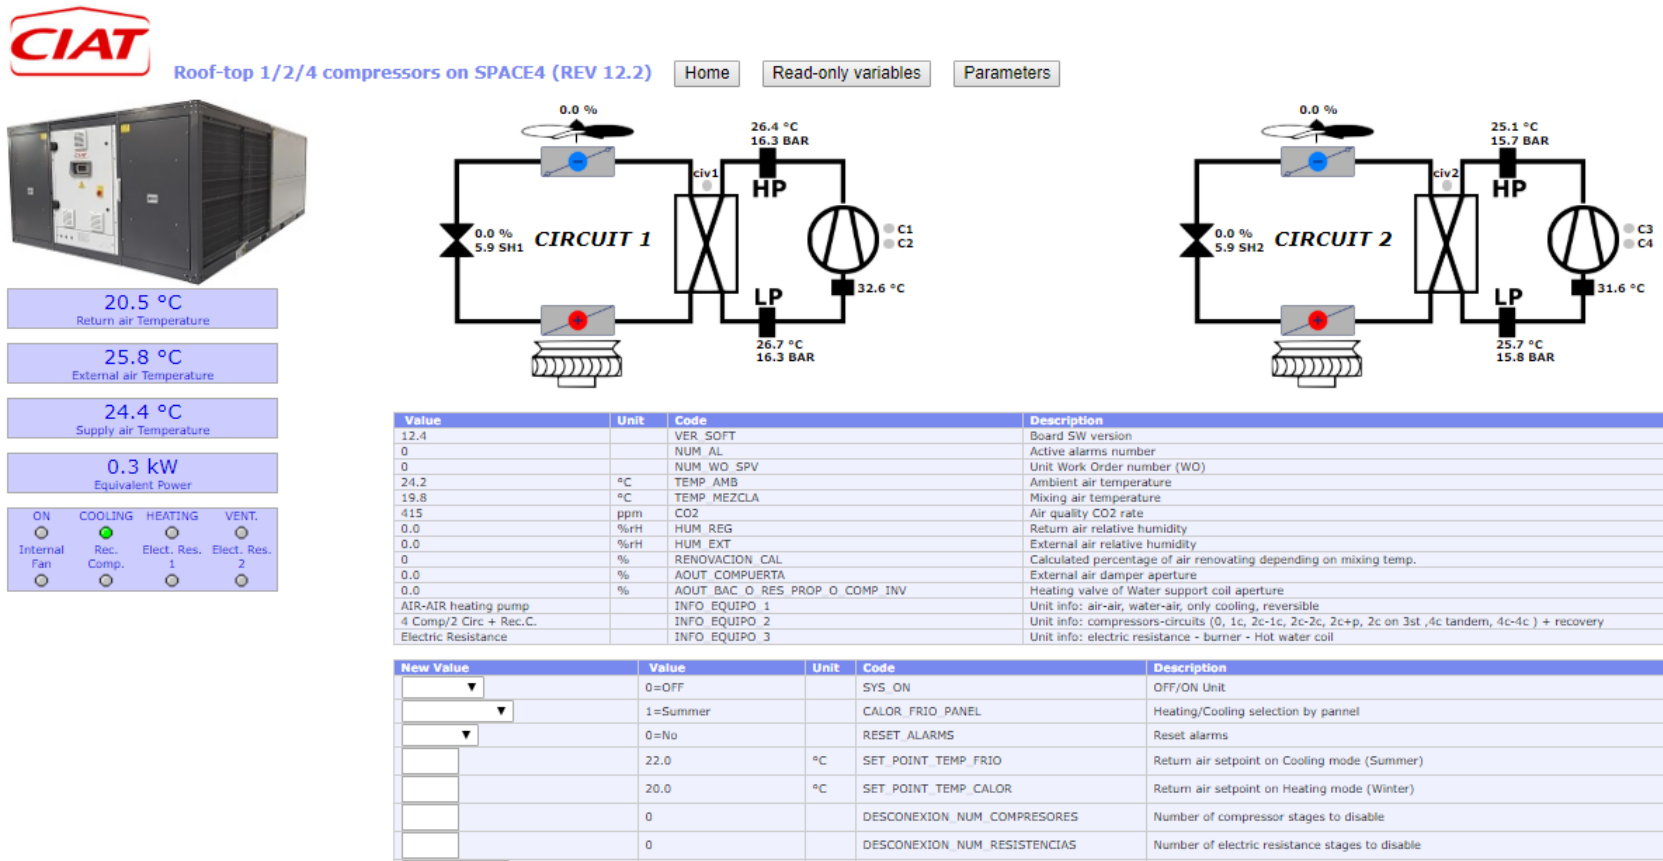 CIAT
Roof-top 1/2/4 compressors on SPACE4 (REV 12.2)
Home
Read-only variables
Parameters
CIAT
20.5 °C
Return air Temperature
25.8 °C
External air Temperature
24.4 °C
Supply air Temperature
0.3 kW
Equivalent Power
ON COOLING HEATING VENT.
Internal Fan
Rec. Comp.
Elect. Res. 1
Elect. Res. 2
0.0 %
26.4 °C
16.3 BAR
civ1
HP
0.0 %
5.9 SH1
CIRCUIT 1
C1
C2
LP
32.6 °C
26.7 °C
16.3 BAR
0.0 %
25.1 °C
15.7 BAR
civ2
HP
0.0 %
5.9 SH2
CIRCUIT 2
C3
C4
LP
31.6 °C
25.7 °C
15.8 BAR
Value Unit Code Description
12.4 VER_SOFT Board SW version
0 NUM_AL Active alarms number
0 NUM_WO_SPV Unit Work Order number (WO)
24.2 °C TEMP_AMB Ambient air temperature
19.8 °C TEMP_MEZCLA Mixing air temperature
415 ppm CO2 Air quality CO2 rate
0.0 %rH HUM_REG Return air relative humidity
0.0 %rH HUM_EXT External air relative humidity
0 % RENOVACION_CAL Calculated percentage of air renovating depending on mixing temp.
0.0 % AOUT_COMPUERTA External air damper aperture
0.0 % AOUT_BAC_O_RES_PROP_O_COMP_INV Heating valve of Water support coil aperture
AIR-AIR heating pump INFO_EQUIPO_1 Unit info: air-air, water-air, only cooling, reversible
4 Comp/2 Circ + Rec.C. INFO_EQUIPO_2 Unit info: compressors-circuits (0, 1c, 2c-1c, 2c-2c, 2c+p, 2c on 3st ,4c tandem, 4c-4c ) + recovery
Electric Resistance INFO_EQUIPO_3 Unit info: electric resistance - burner - Hot water coil
New Value Value Unit Code Description
0=OFF SYS_ON OFF/ON Unit
1=Summer CALOR_FRIO_PANEL Heating/Cooling selection by pannel
0=No RESET_ALARMS Reset alarms
22.0 °C SET_POINT_TEMP_FRIO Return air setpoint on Cooling mode (Summer)
20.0 °C SET_POINT_TEMP_CALOR Return air setpoint on Heating mode (Winter)
0 DESCONEXION_NUM_COMPRESORES Number of compressor stages to disable
0 DESCONEXION_NUM_RESISTENCIAS Number of electric resistance stages to disable